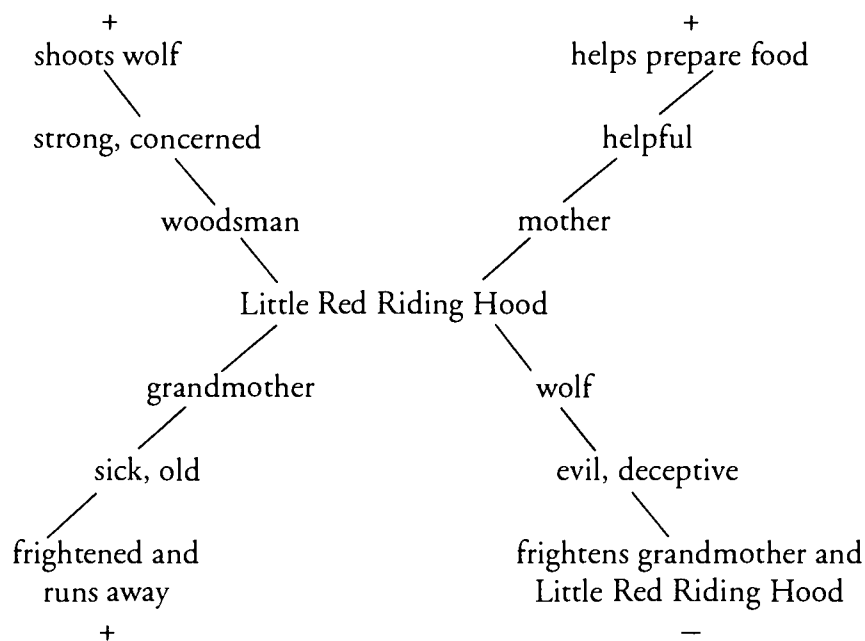 +
shoots wolf
strong, concerned
woodsman
+
helps prepare food
helpful
mother
Little Red Riding Hood
grandmother
sick, old
frightened and
runs away
+
wolf
evil, deceptive
frightens grandmother and
Little Red Riding Hood
—